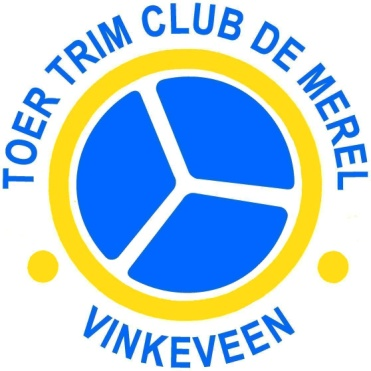 TOER TRIM CLUB DE MEREL
VINKEVEEN